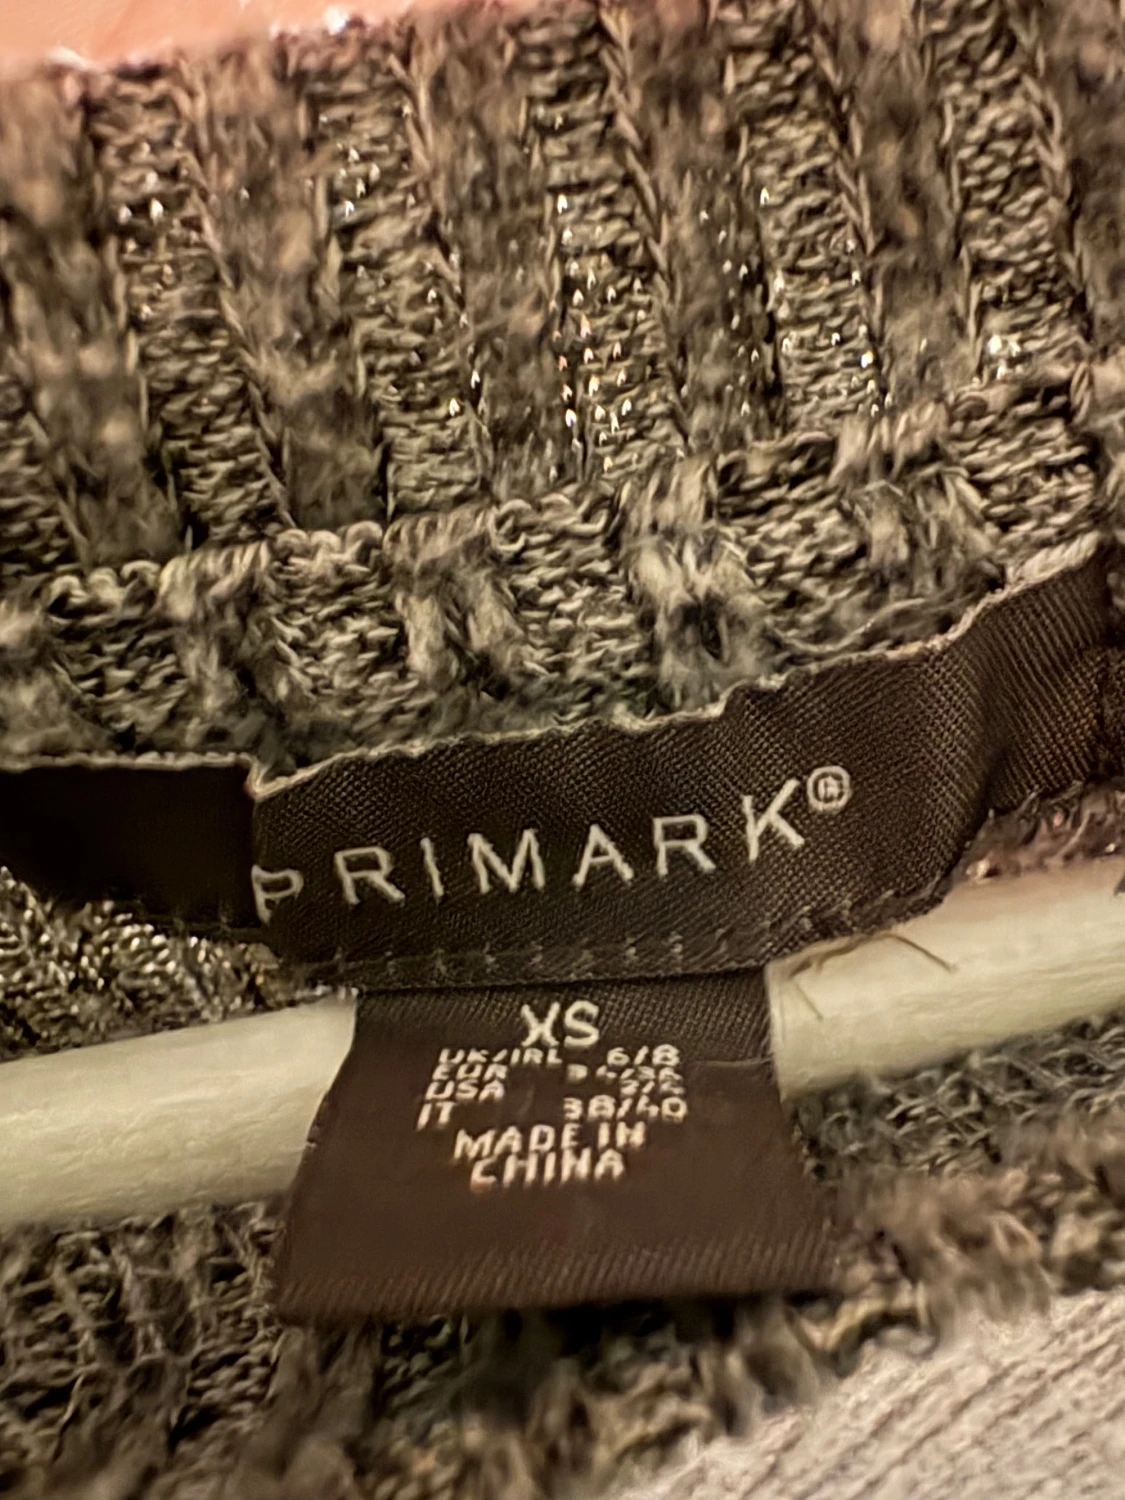 PRIMARK®
XS
UK/IRL 6/8
EUR 34/36
USA
IT 38/40
MADE IN
CHINA